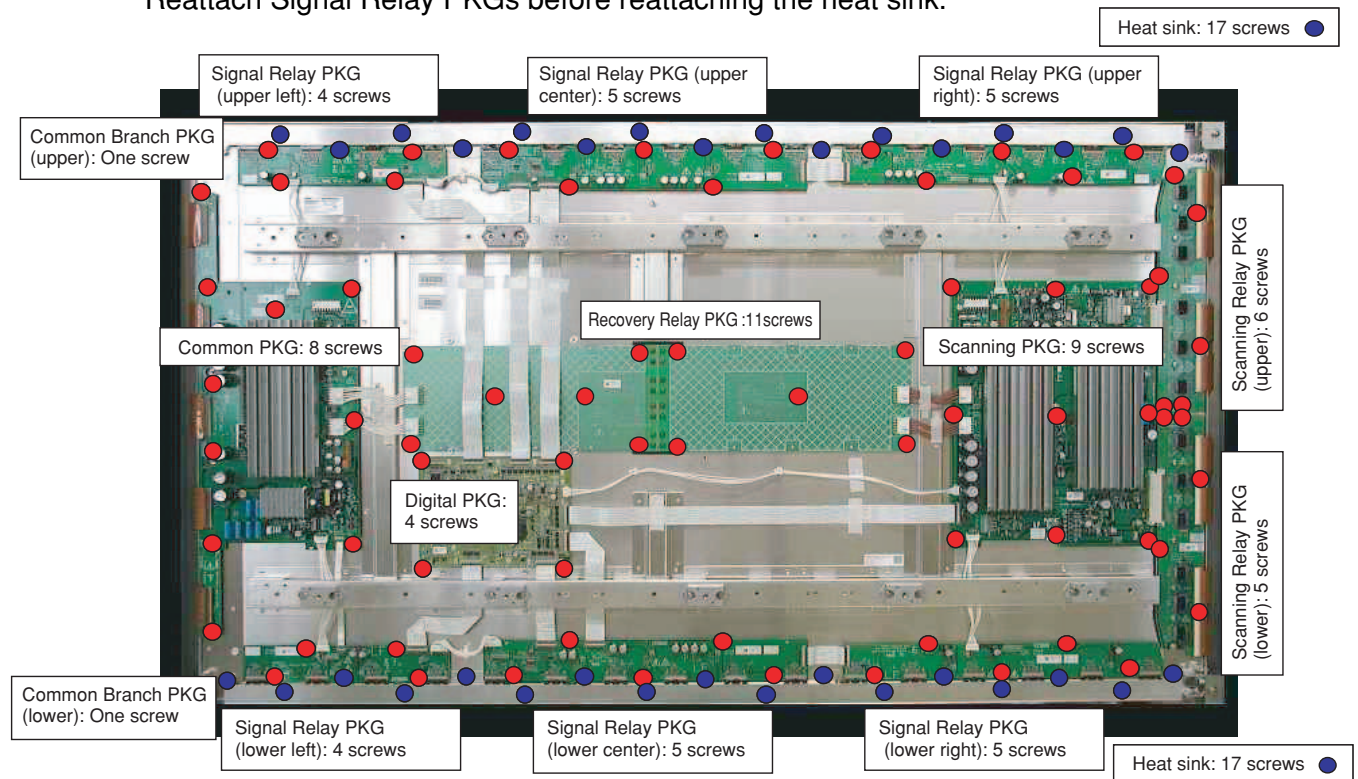 Reattach Signal Relay PKGs before reattaching the heat sink.
Heat sink: 17 screws
Signal Relay PKG
(upper left): 4 screws
Signal Relay PKG (upper
center): 5 screws
Signal Relay PKG (upper
right): 5 screws
Common Branch PKG
(upper): One screw
Scanning Relay PKG
(upper): 6 screws
Recovery Relay PKG :11screws
Common PKG: 8 screws
Scanning PKG: 9 screws
Digital PKG:
4 screws
Scanning Relay PKG
(lower): 5 screws
Common Branch PKG
(lower): One screw
Signal Relay PKG
(lower left): 4 screws
Signal Relay PKG
(lower center): 5 screws
Signal Relay PKG
(lower right): 5 screws
Heat sink: 17 screws